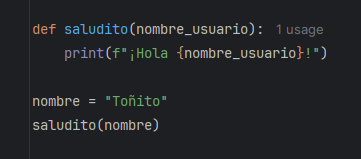 def saludito(nombre_usuario): 1 usage
    print(f"¡Hola {nombre_usuario}!")
nombre = "Toñito"
saludito(nombre)